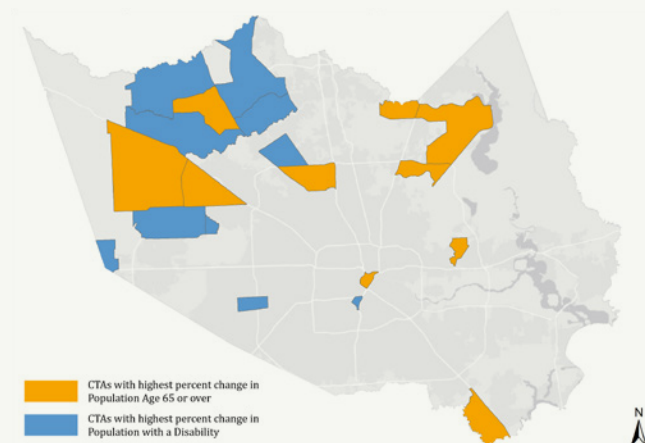 CTAs with highest percent change in
Population Age 65 or over
CTAs with highest percent change in
Population with a Disability
N